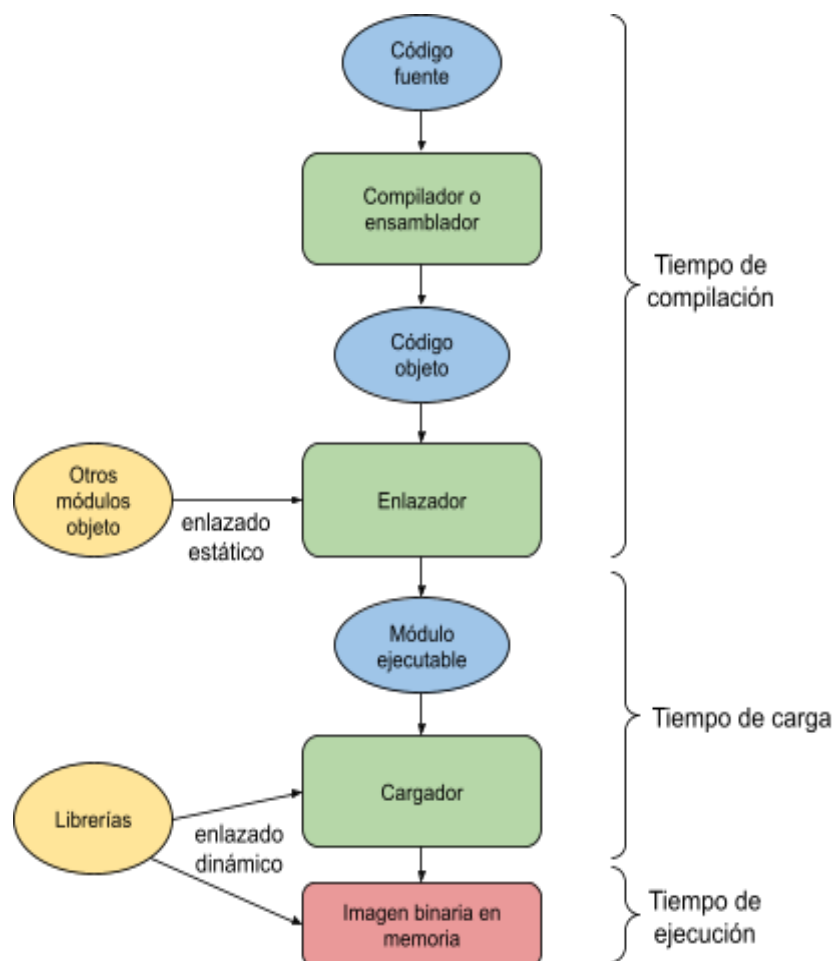 Código
fuente
Compilador o
ensamblador
Tiempo de
compilación
Código
objeto
Otros
módulos
objeto
enlazado
estático
Enlazador
Módulo
ejecutable
Tiempo de carga
Librerías
enlazado
dinámico
Cargador
Imagen binaria en
memoria
Tiempo de
ejecución